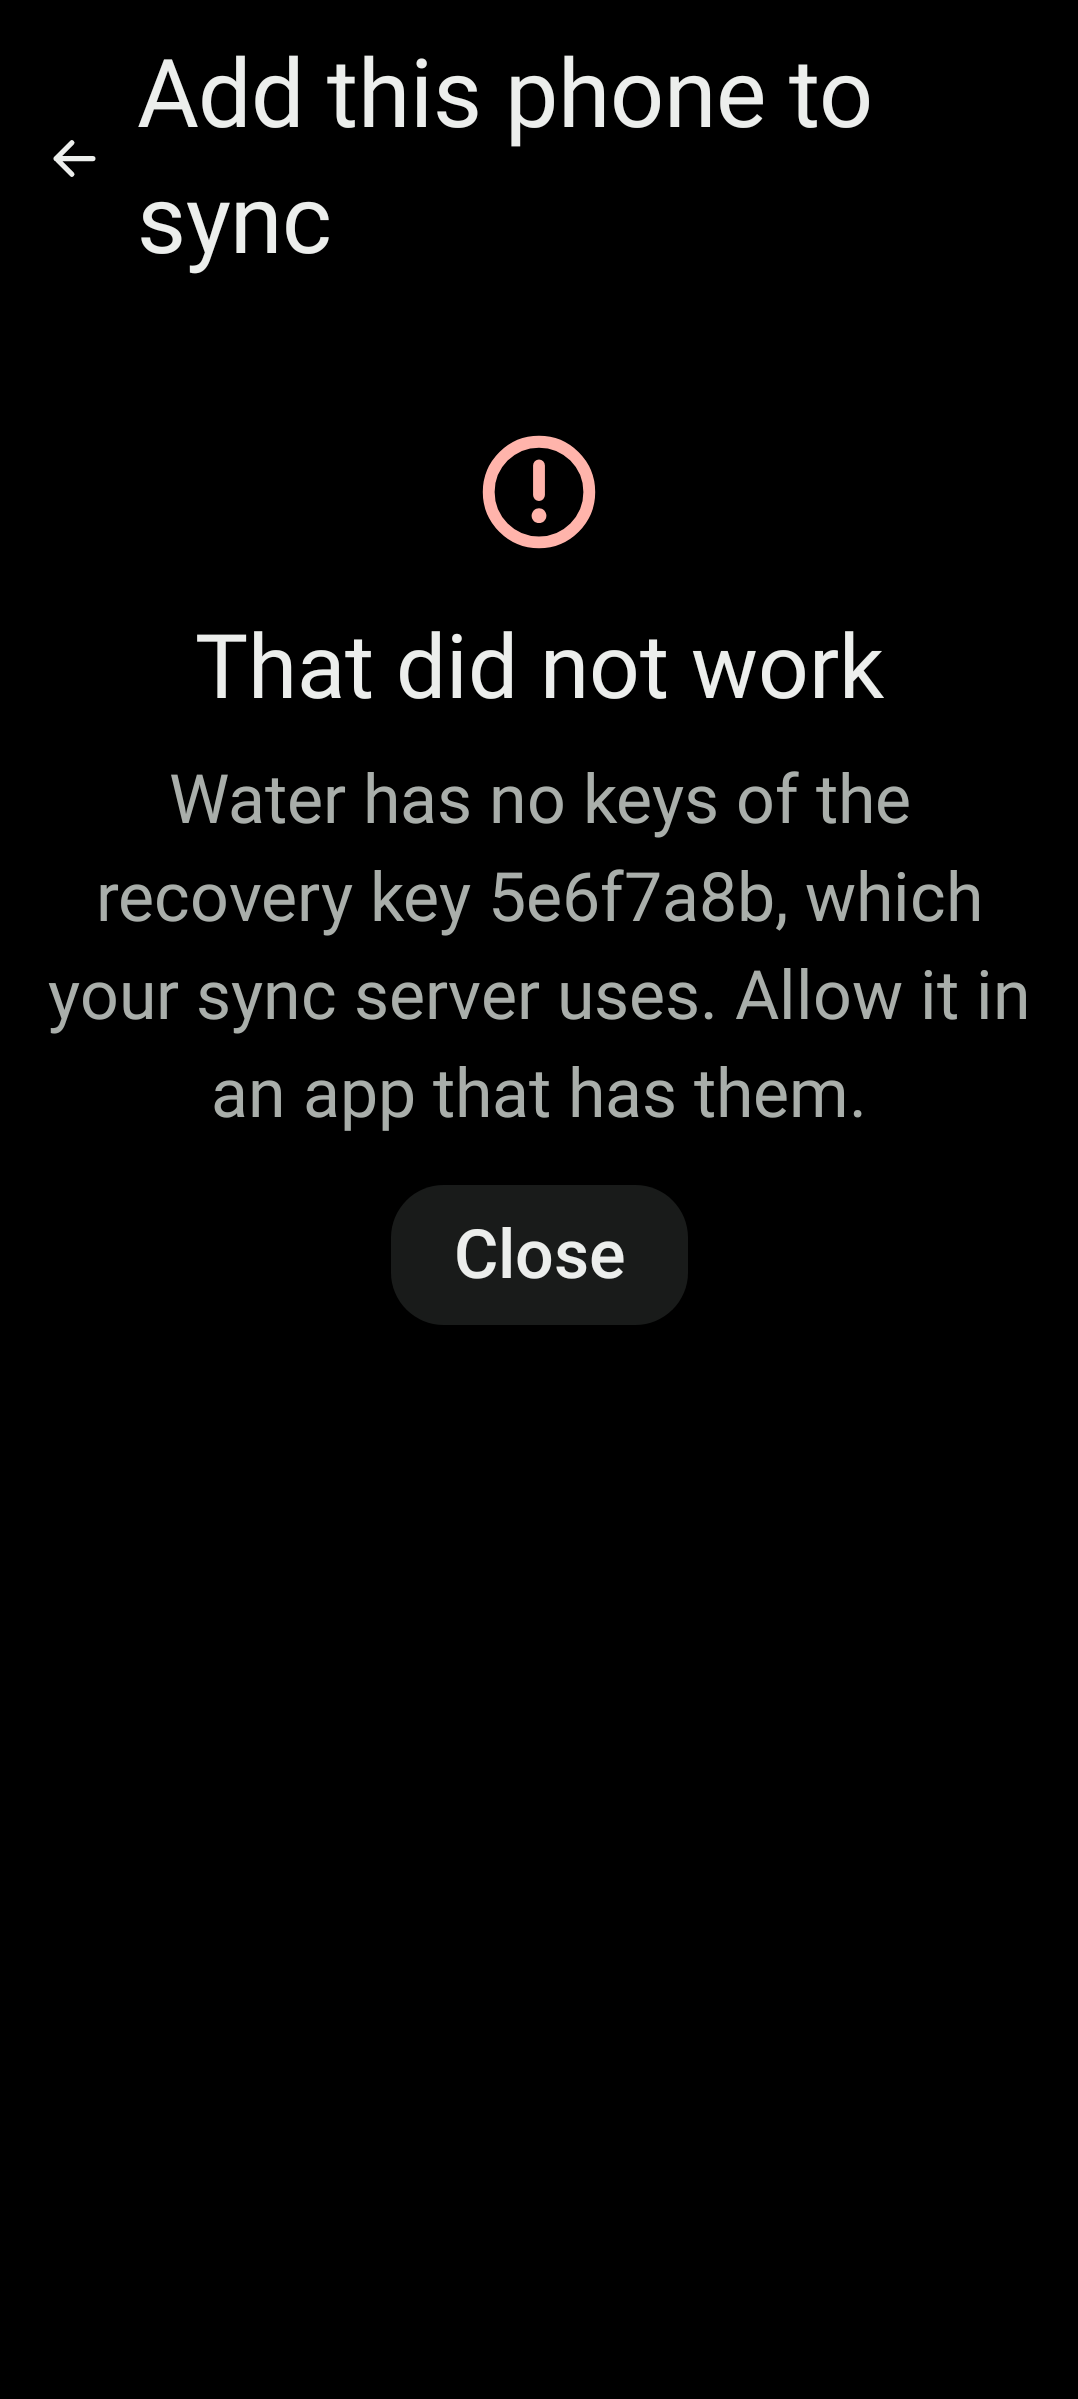 Add this phone to
sync
That did not work
Water has no keys of the
recovery key 5e6f7a8b, which
your sync server uses. Allow it in
an app that has them.
Close